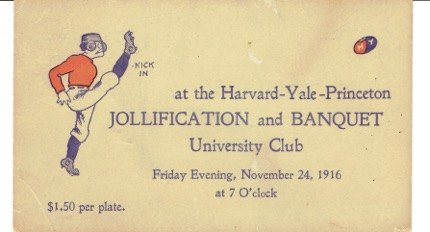 KICK
IN
H Y
at the Harvard-Yale-Princeton
JOLLIFICATION and BANQUET
University Club
Friday Evening, November 24, 1916
at 7 O'clock
$1.50 per plate.